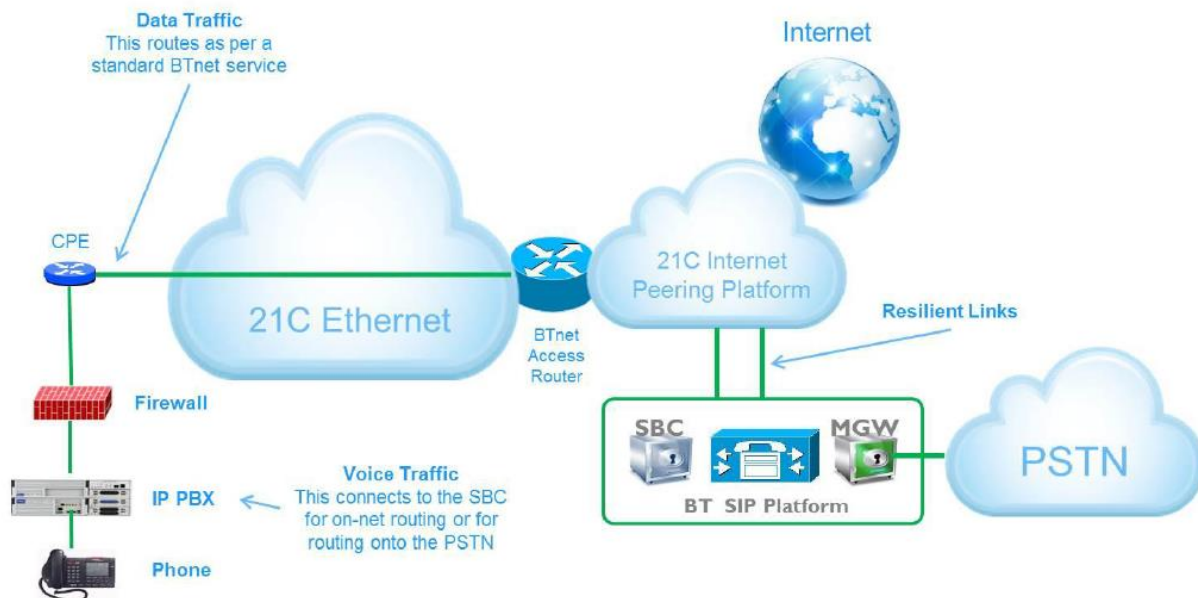 Data Traffic
This routes as per a
standard BTnet service
Internet
CPE
21C Ethernet
BTnet
Access
Router
21C Internet
Peering Platform
Resilient Links
Firewall
SBC
MGW
BT SIP Platform
PSTN
IP PBX
Voice Traffic
This connects to the SBC
for on-net routing or for
routing onto the PSTN
Phone